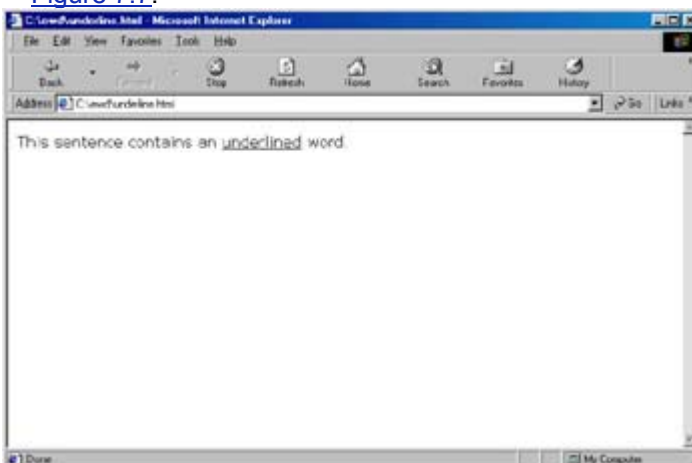 Figure 7.1.
C:\ewd\underline.html - Microsoft Internet Explorer
File Edit View Favorites Tools Help
Back Forward Stop Refresh Home Search Favorites History
Address C:\ewd\underline.html Go Links
This sentence contains an underlined word.
Done My Computer